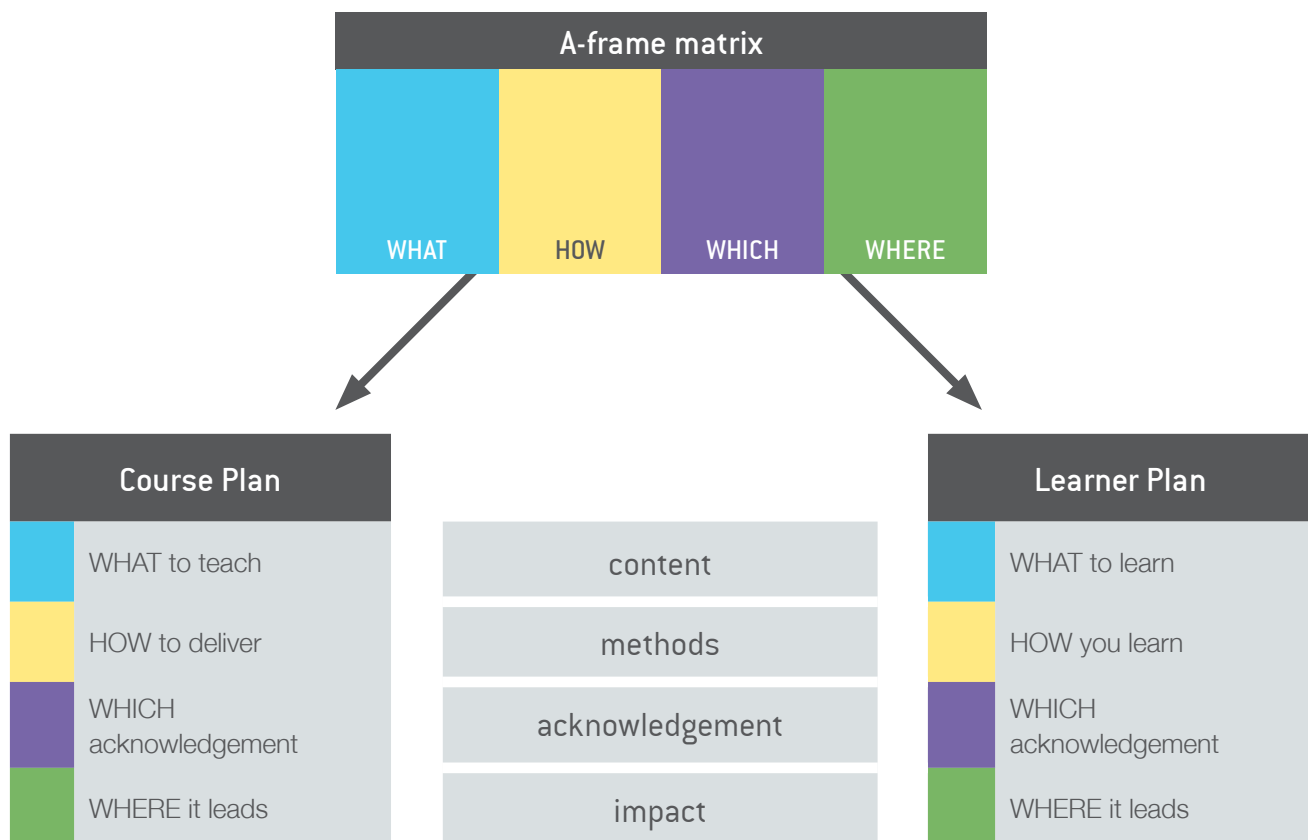 A-frame matrix
WHAT
HOW
WHICH
WHERE
Course Plan
WHAT to teach
HOW to deliver
WHICH
acknowledgement
WHERE it leads
content
methods
acknowledgement
impact
Learner Plan
WHAT to learn
HOW you learn
WHICH
acknowledgement
WHERE it leads